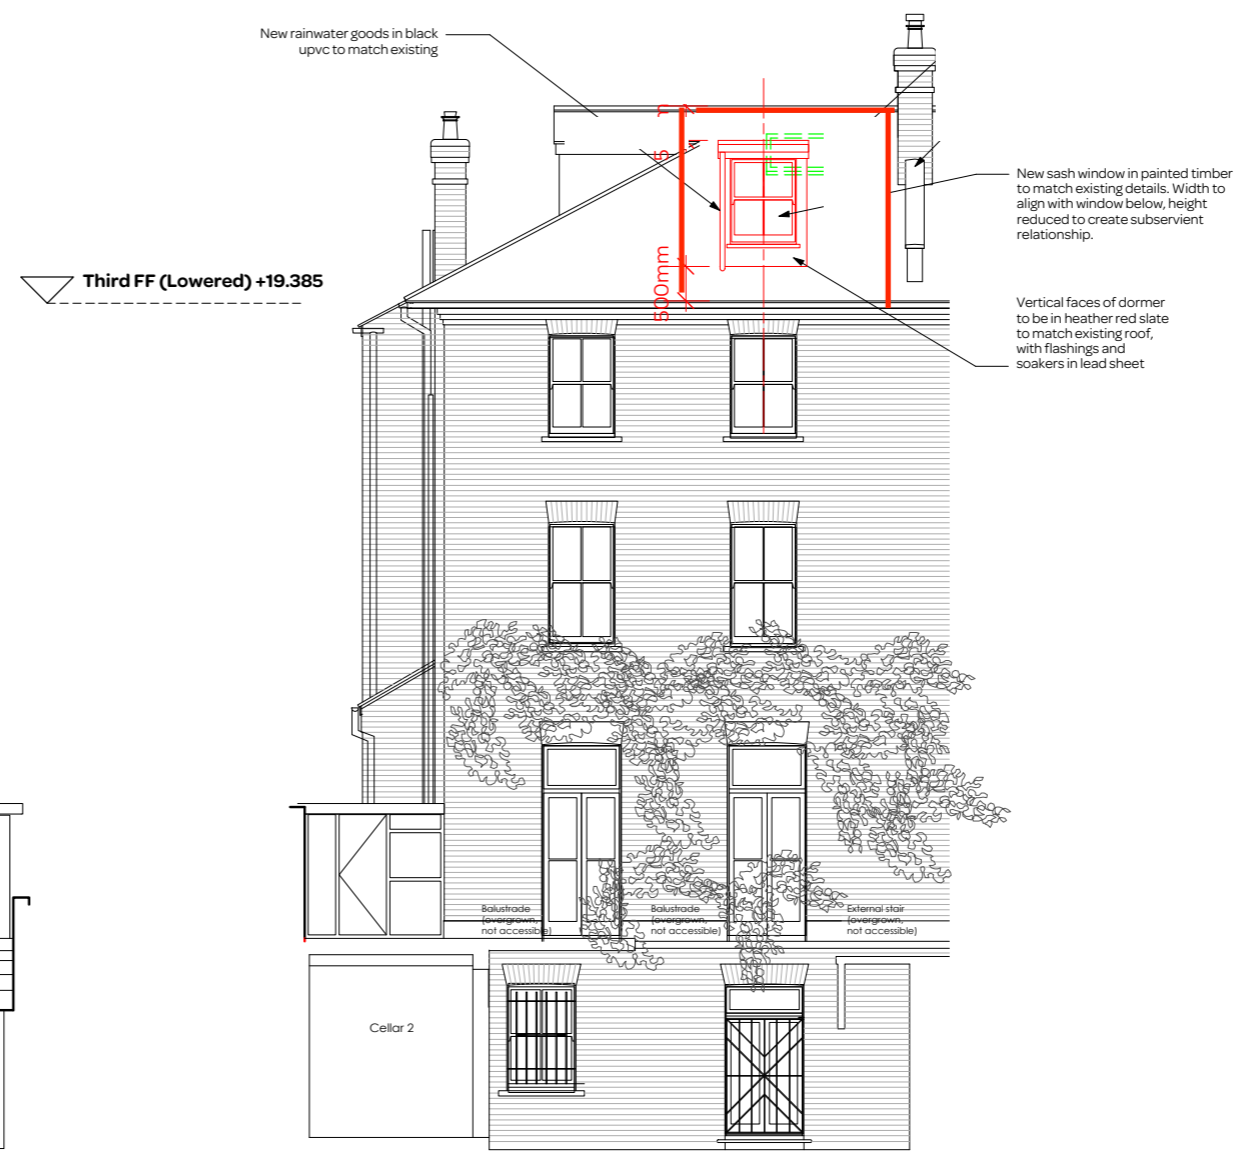 New rainwater goods in black
upvc to match existing
New sash window in painted timber
to match existing details. Width to
align with window below, height
reduced to create subservient
relationship.
Third FF (Lowered) +19.385
500mm
Vertical faces of dormer
to be in heather red slate
to match existing roof,
with flashings and
soakers in lead sheet
Balustrade
(overgrown,
not accessible)
Balustrade
(overgrown,
not accessible)
External stair
(overgrown,
not accessible)
Cellar 2